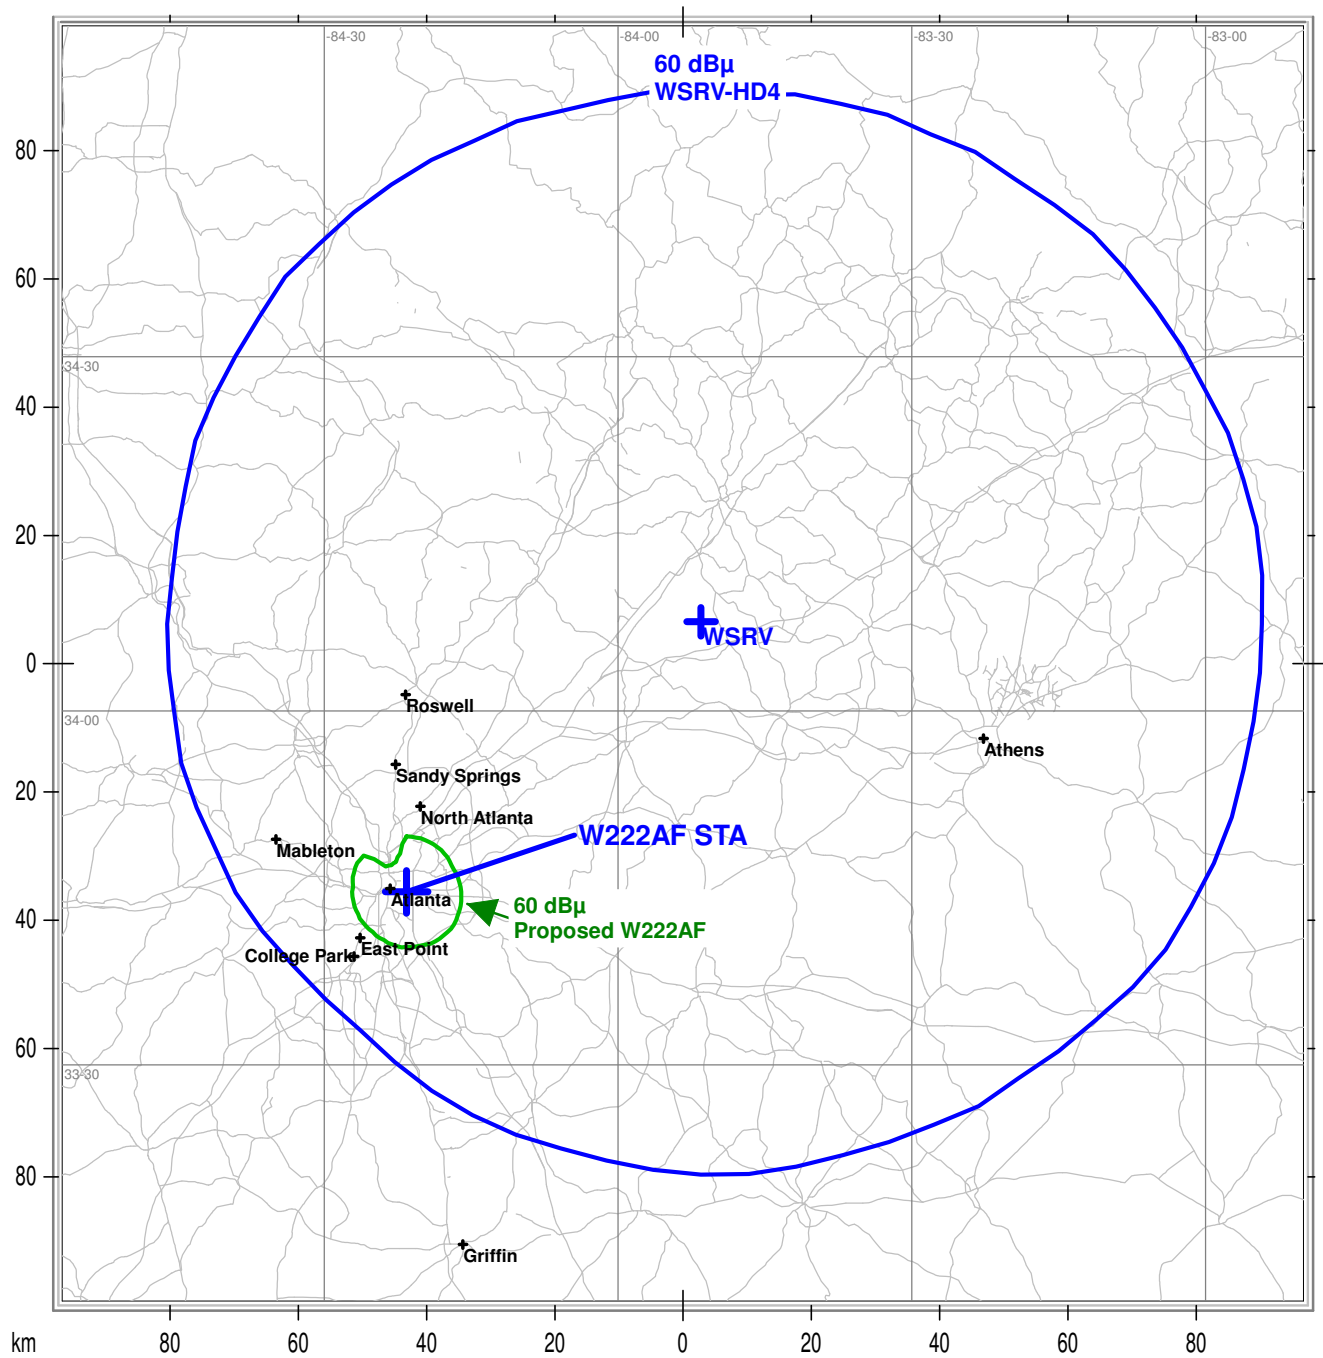 -84-30
-84-00
-83-30
-83-00
60 dBµ
WSRV-HD4
80
60
34-30
40
20
WSRV
0
Roswell
34-00
Athens
Sandy Springs
20
North Atlanta
W222AF STA
Mableton
Atlanta
60 dBµ
Proposed W222AF
40
East Point
College Park
60
33-30
80
Griffin
km
80
60
40
20
0
20
40
60
80